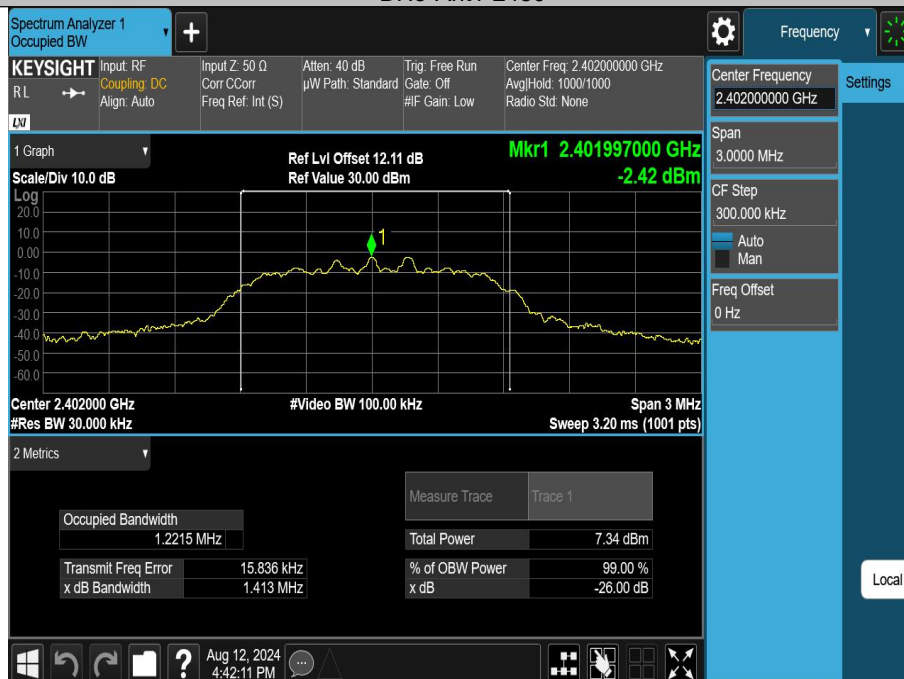 Spectrum Analyzer 1
Occupied BW
Frequency
KEYSIGHT
RL
LXI
Input: RF
Coupling: DC
Align: Auto
Input Z: 50 Ω
Corr CCorr
Freq Ref: Int (S)
Atten: 40 dB
µW Path: Standard
Trig: Free Run
Gate: Off
#IF Gain: Low
Center Freq: 2.402000000 GHz
Avg|Hold: 1000/1000
Radio Std: None
Center Frequency
2.402000000 GHz
Settings
Span
3.0000 MHz
CF Step
300.000 kHz
Auto
Man
Freq Offset
0 Hz
Local
1 Graph
Scale/Div 10.0 dB
Ref Lvl Offset 12.11 dB
Ref Value 30.00 dBm
Mkr1 2.401997000 GHz
-2.42 dBm
Log
20.0
10.0
0.00
-10.0
-20.0
-30.0
-40.0
-50.0
-60.0
1
Center 2.402000 GHz
#Res BW 30.000 kHz
#Video BW 100.00 kHz
Span 3 MHz
Sweep 3.20 ms (1001 pts)
2 Metrics
Measure Trace Trace 1
Occupied Bandwidth
1.2215 MHz
Total Power 7.34 dBm
Transmit Freq Error 15.836 kHz
% of OBW Power 99.00 %
x dB Bandwidth 1.413 MHz
x dB -26.00 dB
?
Aug 12, 2024
4:42:11 PM